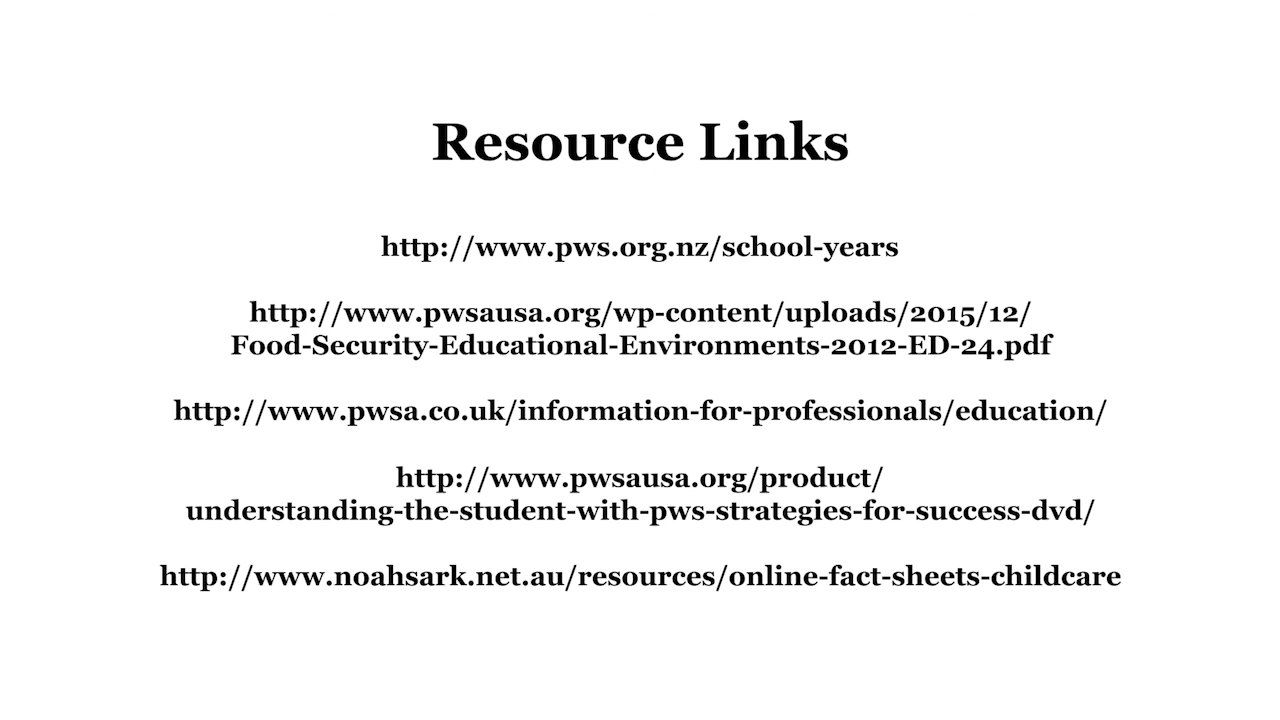 Resource Links
http://www.pws.org.nz/school-years
http://www.pwsausa.org/wp-content/uploads/2015/12/
Food-Security-Educational-Environments-2012-ED-24.pdf
http://www.pwsa.co.uk/information-for-professionals/education/
http://www.pwsausa.org/product/
understanding-the-student-with-pws-strategies-for-success-dvd/
http://www.noahsark.net.au/resources/online-fact-sheets-childcare